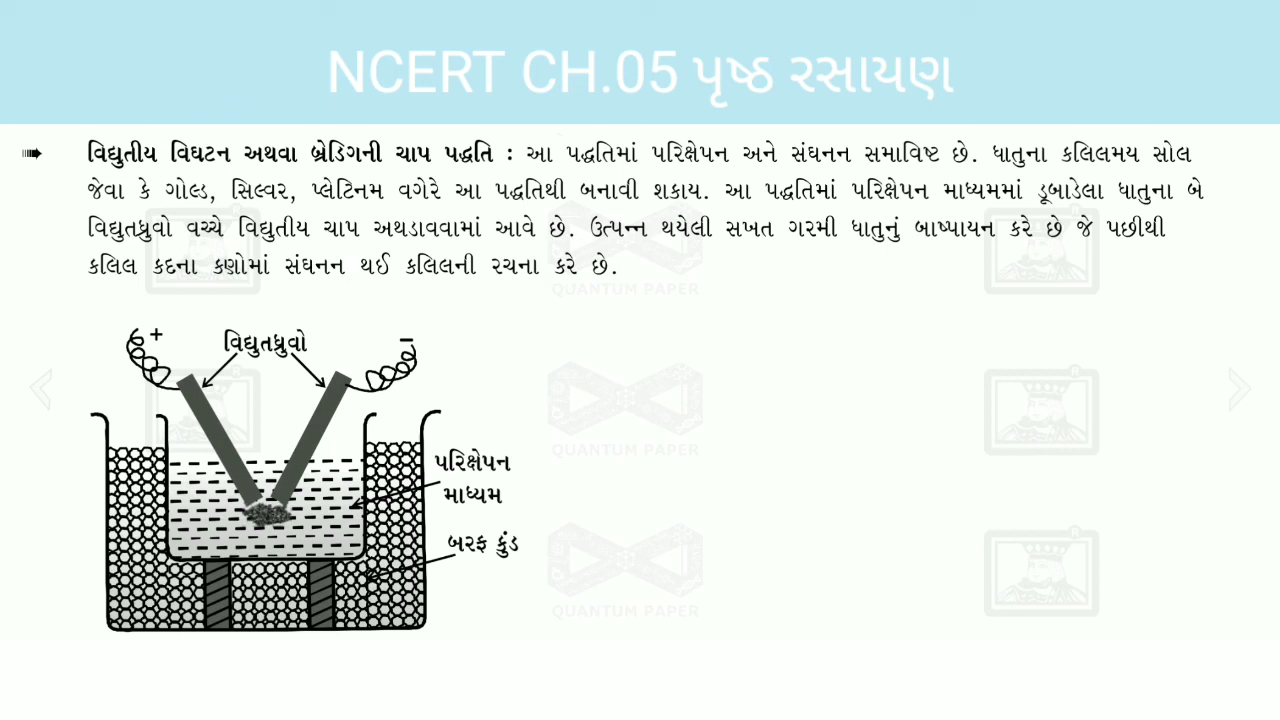 NCERT CH.05 પૃષ્ઠ રસાયણ
➠ વિદ્યુતીય વિઘટન અથવા બ્રેડિગની ચાપ પદ્ધતિ : આ પદ્ધતિમાં પરિક્ષેપન અને સંઘનન સમાવિષ્ટ છે. ધાતુના કલિલમય સોલ
જેવા કે ગોલ્ડ, સિલ્વર, પ્લેટિનમ વગેરે આ પદ્ધતિથી બનાવી શકાય. આ પદ્ધતિમાં પરિક્ષેપન માધ્યમમાં ડૂબાડેલા ધાતુના બે
વિદ્યુતધ્રુવો વચ્ચે વિદ્યુતીય ચાપ અથડાવવામાં આવે છે. ઉત્પન્ન થયેલી સખત ગરમી ધાતુનું બાષ્પાયન કરે છે જે પછીથી
કલિલ કદના કણોમાં સંઘનન થઈ કલિલની રચના કરે છે.
+ વિદ્યુતધ્રુવો –
પરિક્ષેપન
માધ્યમ
બરફ કુંડ
QUANTUM PAPER
QUANTUM PAPER
QUANTUM PAPER